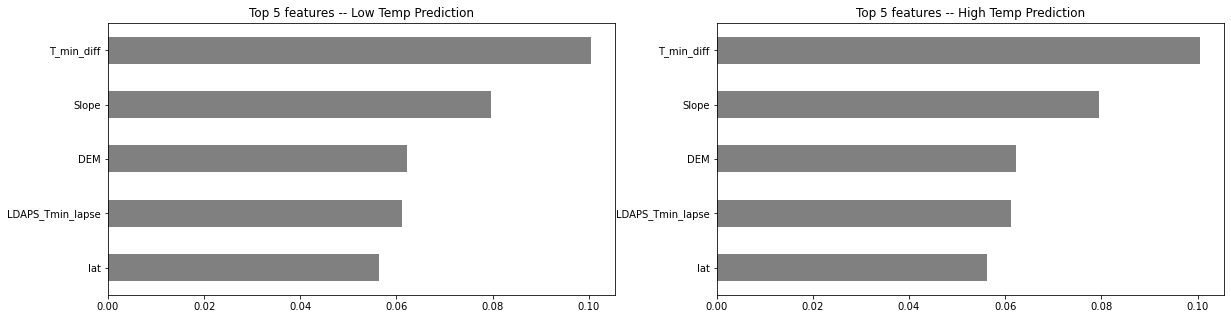 Top 5 features -- Low Temp Prediction
T_min_diff
Slope
DEM
LDAPS_Tmin_lapse
lat
0.00 0.02 0.04 0.06 0.08 0.10
Top 5 features -- High Temp Prediction
T_min_diff
Slope
DEM
LDAPS_Tmin_lapse
lat
0.00 0.02 0.04 0.06 0.08 0.10